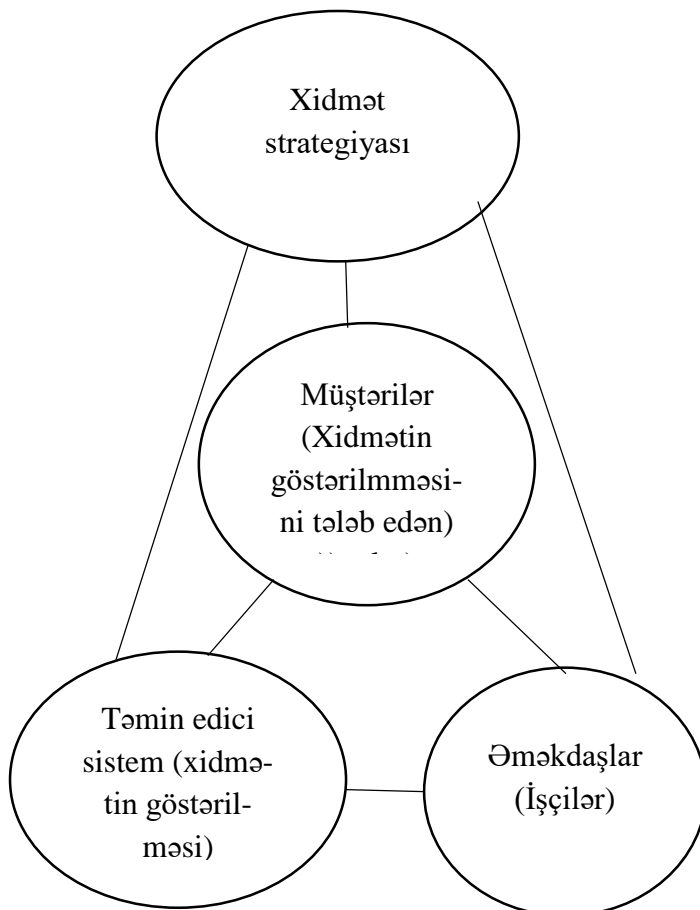 Xidmət
strategiyası
Müştərilər
(Xidmətin
göstərilmməsi-
ni tələb edən)
Təmin edici
sistem (xidmə-
tin göstəril-
məsi)
Əməkdaşlar
(İşçilər)